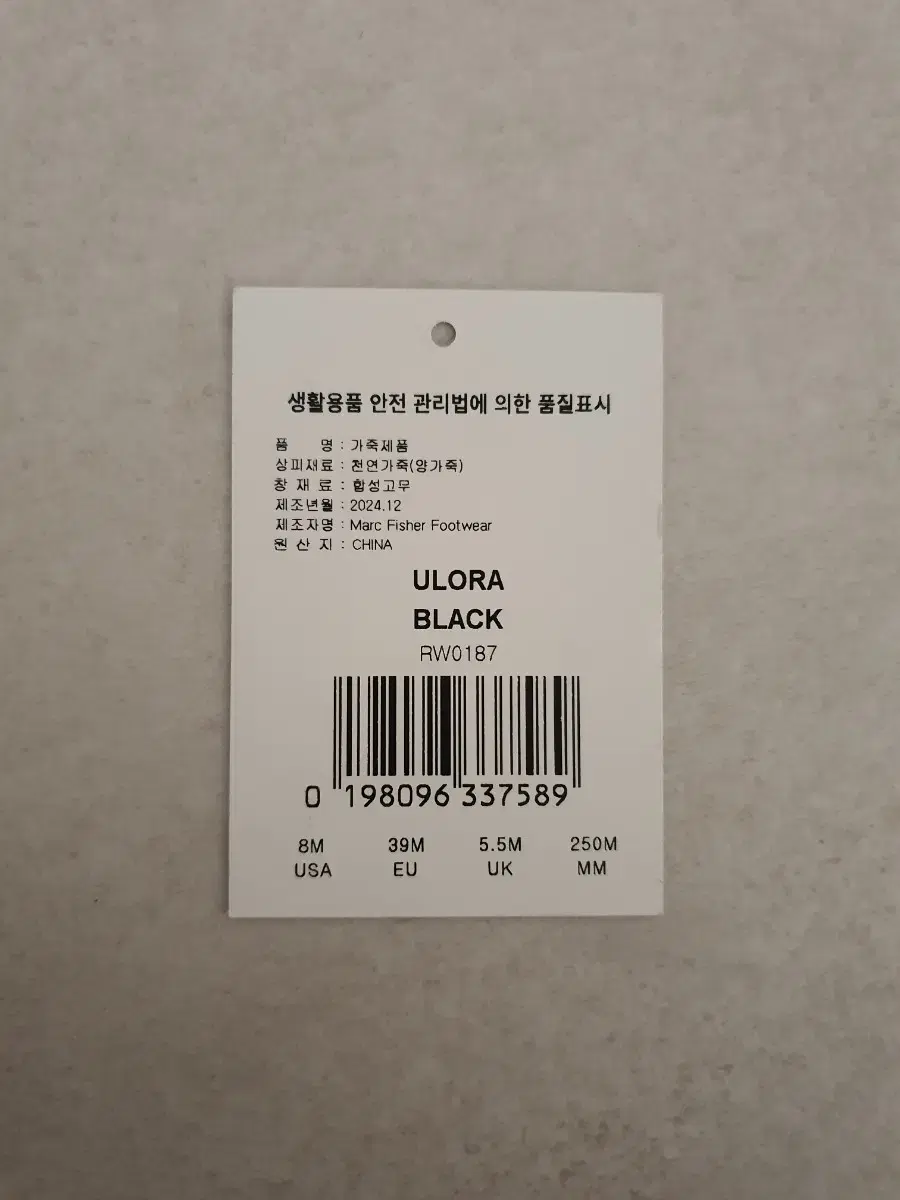 생활용품 안전 관리법에 의한 품질표시
품 명 : 가죽제품
상피재료 : 천연가죽(양가죽)
창 재 료 : 합성고무
제조년월 : 2024.12
제조자명 : Marc Fisher Footwear
원 산 지 : CHINA
ULORA
BLACK
RW0187
0 198096 337589
8M 39M 5.5M 250M
USA EU UK MM